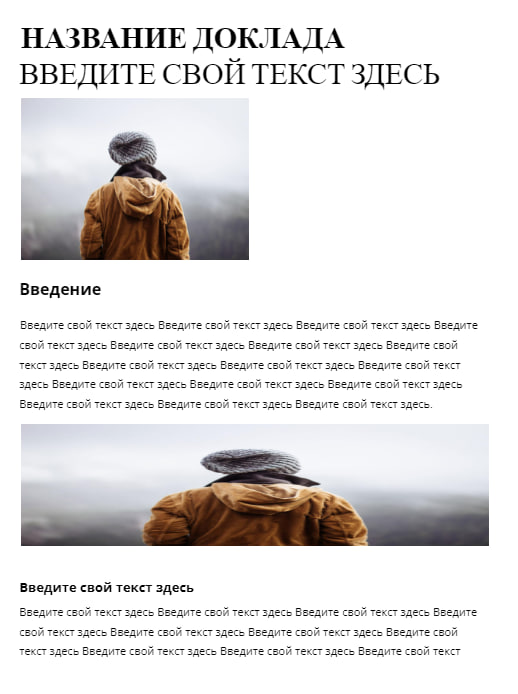 НАЗВАНИЕ ДОКЛАДА
ВВЕДИТЕ СВОЙ ТЕКСТ ЗДЕСЬ
Введение
Введите свой текст здесь Введите свой текст здесь Введите свой текст здесь Введите
свой текст здесь Введите свой текст здесь Введите свой текст здесь Введите свой
текст здесь Введите свой текст здесь Введите свой текст здесь Введите свой текст
здесь Введите свой текст здесь Введите свой текст здесь Введите свой текст здесь
Введите свой текст здесь Введите свой текст здесь Введите свой текст здесь.
Введите свой текст здесь
Введите свой текст здесь Введите свой текст здесь Введите свой текст здесь Введите
свой текст здесь Введите свой текст здесь Введите свой текст здесь Введите свой
текст здесь Введите свой текст здесь Введите свой текст здесь Введите свой текст